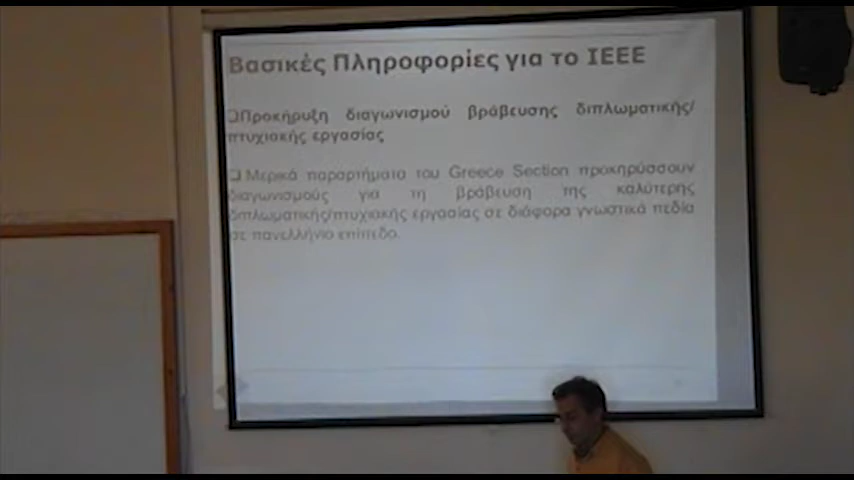 Βασικές Πληροφορίες για το ΙΕΕΕ
❑Προκήρυξη διαγωνισμού βράβευσης διπλωματικής/
πτυχιακής εργασίας
❑ Μερικά παραρτήματα του Greece Section προκηρύσσουν
διαγωνισμούς για τη βράβευση της καλύτερης
διπλωματικής/πτυχιακής εργασίας σε διάφορα γνωστικά πεδία
σε πανελλήνιο επίπεδο.